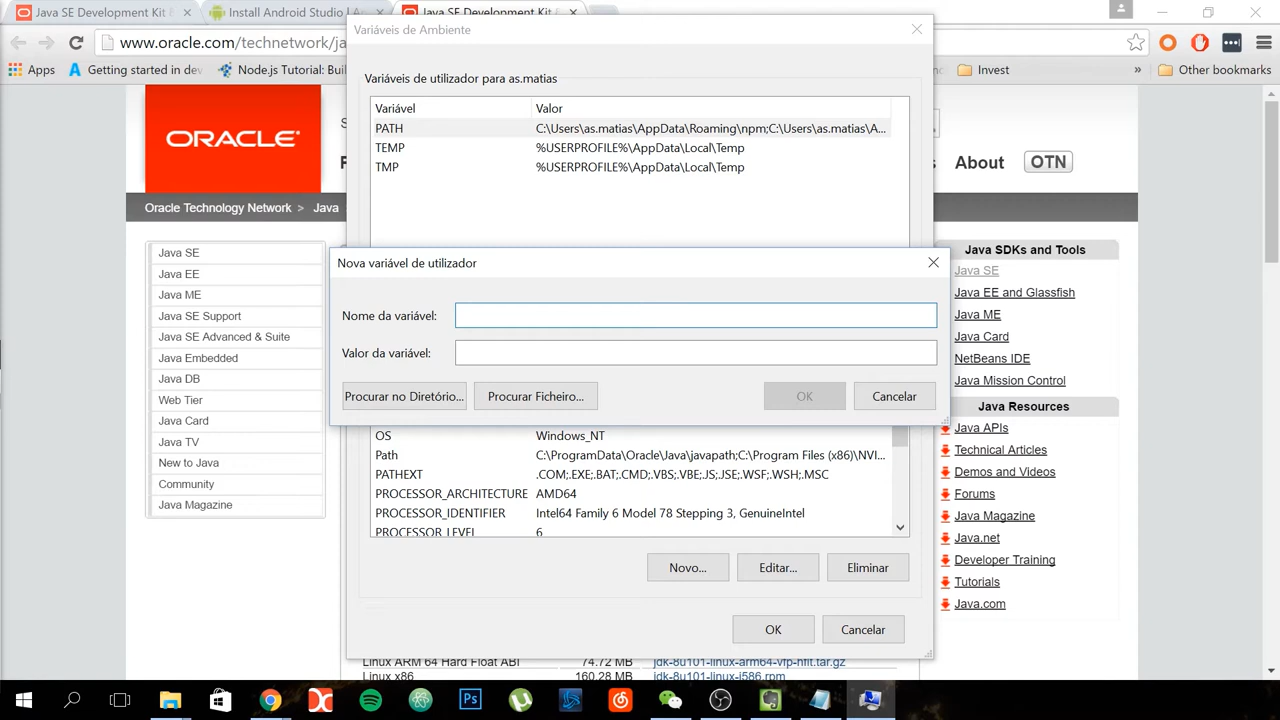 Java SE Development Kit 8
Install Android Studio | A
Java SE Development Kit 8
www.oracle.com/technetwork/ja
Apps
Getting started in dev
Node.js Tutorial: Buil
Invest
»
Other bookmarks
Variáveis de Ambiente
Variáveis de utilizador para as.matias
Variável Valor
PATH C:\Users\as.matias\AppData\Roaming\npm;C:\Users\as.matias\A...
TEMP %USERPROFILE%\AppData\Local\Temp
TMP %USERPROFILE%\AppData\Local\Temp
ORACLE®
About OTN
Oracle Technology Network > Java
Java SE
Java EE
Java ME
Java SE Support
Java SE Advanced & Suite
Java Embedded
Java DB
Web Tier
Java Card
Java TV
New to Java
Community
Java Magazine
Nova variável de utilizador
Nome da variável:
Valor da variável:
Procurar no Diretório... Procurar Ficheiro... OK Cancelar
OS Windows_NT
Path C:\ProgramData\Oracle\Java\javapath;C:\Program Files (x86)\NVI...
PATHEXT .COM;.EXE;.BAT;.CMD;.VBS;.VBE;.JS;.JSE;.WSF;.WSH;.MSC
PROCESSOR_ARCHITECTURE AMD64
PROCESSOR_IDENTIFIER Intel64 Family 6 Model 78 Stepping 3, GenuineIntel
PROCESSOR_LEVEL 6
Novo... Editar... Eliminar
OK Cancelar
Linux ARM 64 Hard Float ABI 74.72 MB jdk-8u101-linux-arm64-vfp-hflt.tar.gz
Linux x86 160.28 MB jdk-8u101-linux-i586.rpm
Java SDKs and Tools
Java SE
Java EE and Glassfish
Java ME
Java Card
NetBeans IDE
Java Mission Control
Java Resources
Java APIs
Technical Articles
Demos and Videos
Forums
Java Magazine
Java.net
Developer Training
Tutorials
Java.com